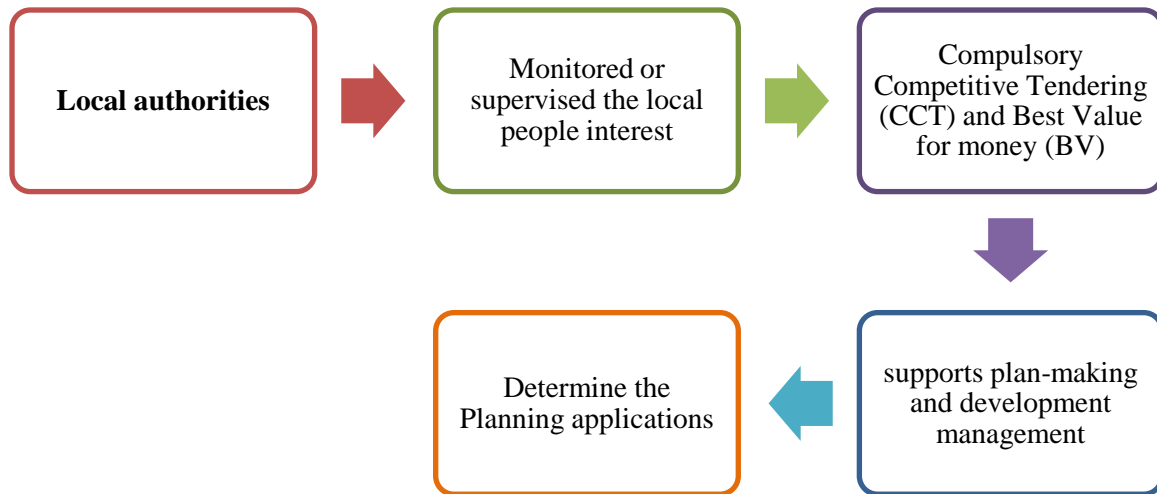 Local authorities
Monitored or
supervised the local
people interest
Compulsory
Competitive Tendering
(CCT) and Best Value
for money (BV)
supports plan-making
and development
management
Determine the
Planning applications